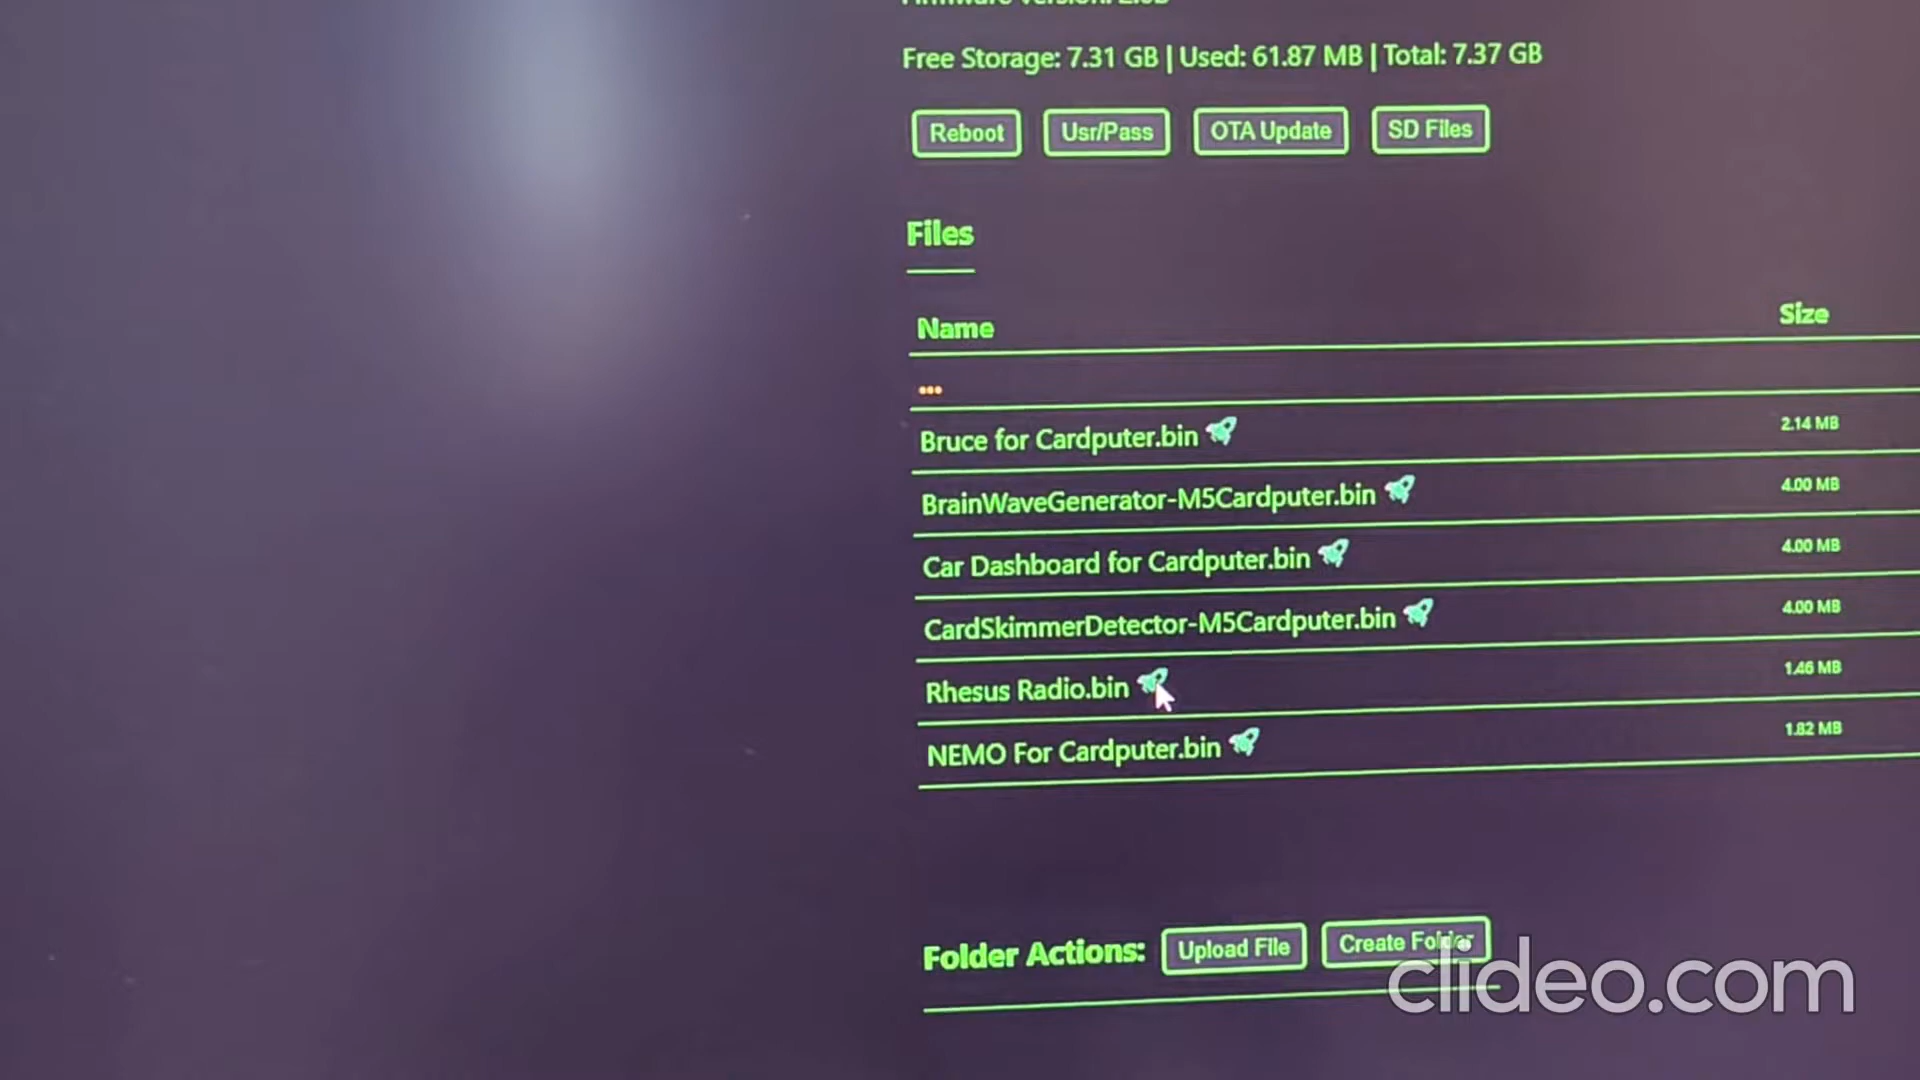 Free Storage: 7.31 GB | Used: 61.87 MB | Total: 7.37 GB
Reboot Usr/Pass OTA Update SD Files
Files
Name Size
...
Bruce for Cardputer.bin 2.14 MB
BrainWaveGenerator-M5Cardputer.bin 4.00 MB
Car Dashboard for Cardputer.bin 4.00 MB
CardSkimmerDetector-M5Cardputer.bin 4.00 MB
Rhesus Radio.bin 1.46 MB
NEMO For Cardputer.bin 1.82 MB
Folder Actions: Upload File Create Folder
clideo.com